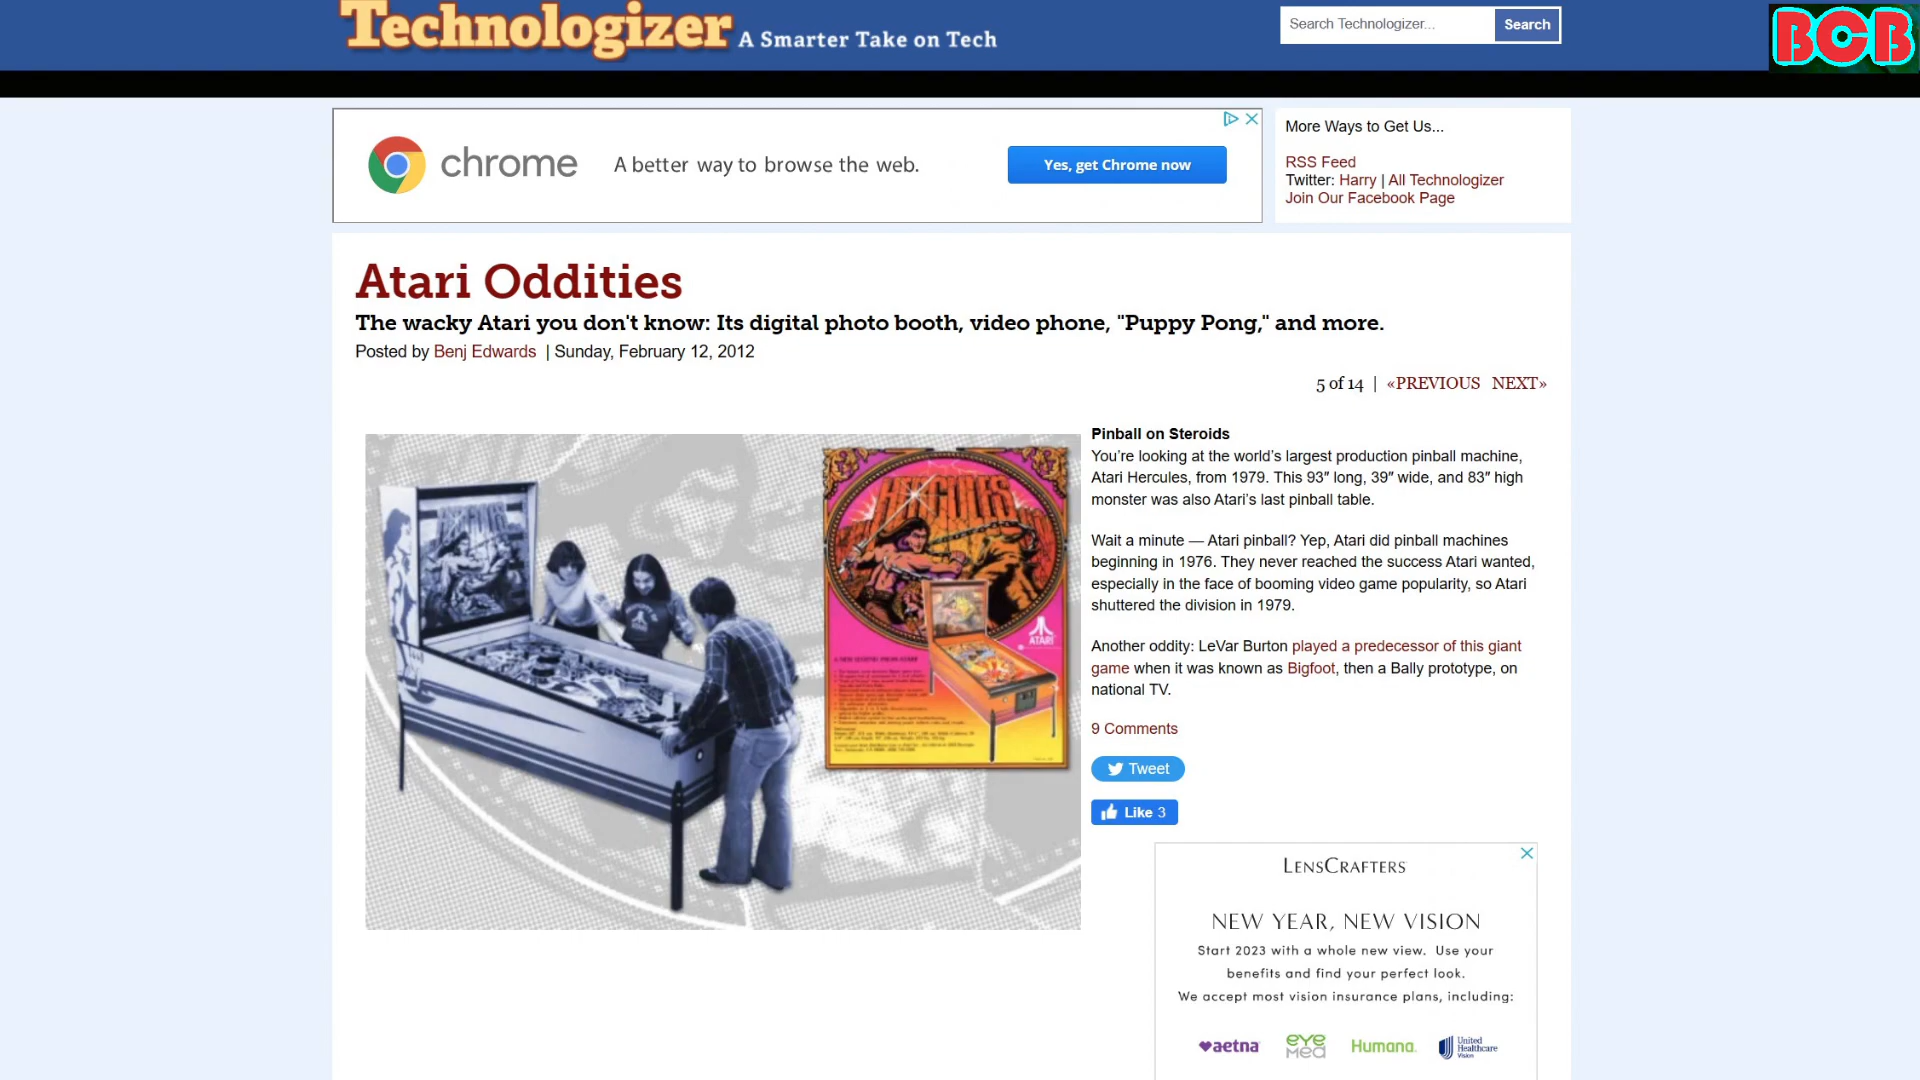 Technologizer A Smarter Take on Tech
Search Technologizer... Search
BCB
chrome A better way to browse the web. Yes, get Chrome now
More Ways to Get Us...
RSS Feed
Twitter: Harry | All Technologizer
Join Our Facebook Page
Atari Oddities
The wacky Atari you don't know: Its digital photo booth, video phone, "Puppy Pong," and more.
Posted by Benj Edwards | Sunday, February 12, 2012
5 of 14 | «PREVIOUS NEXT»
HERCULES
HERCULES
ATARI
Pinball on Steroids
You’re looking at the world’s largest production pinball machine,
Atari Hercules, from 1979. This 93″ long, 39″ wide, and 83″ high
monster was also Atari’s last pinball table.
Wait a minute — Atari pinball? Yep, Atari did pinball machines
beginning in 1976. They never reached the success Atari wanted,
especially in the face of booming video game popularity, so Atari
shuttered the division in 1979.
Another oddity: LeVar Burton played a predecessor of this giant
game when it was known as Bigfoot, then a Bally prototype, on
national TV.
9 Comments
Tweet
Like 3
LENSCRAFTERS
NEW YEAR, NEW VISION
Start 2023 with a whole new view. Use your
benefits and find your perfect look.
We accept most vision insurance plans, including:
aetna eye med Humana. United Healthcare Vision